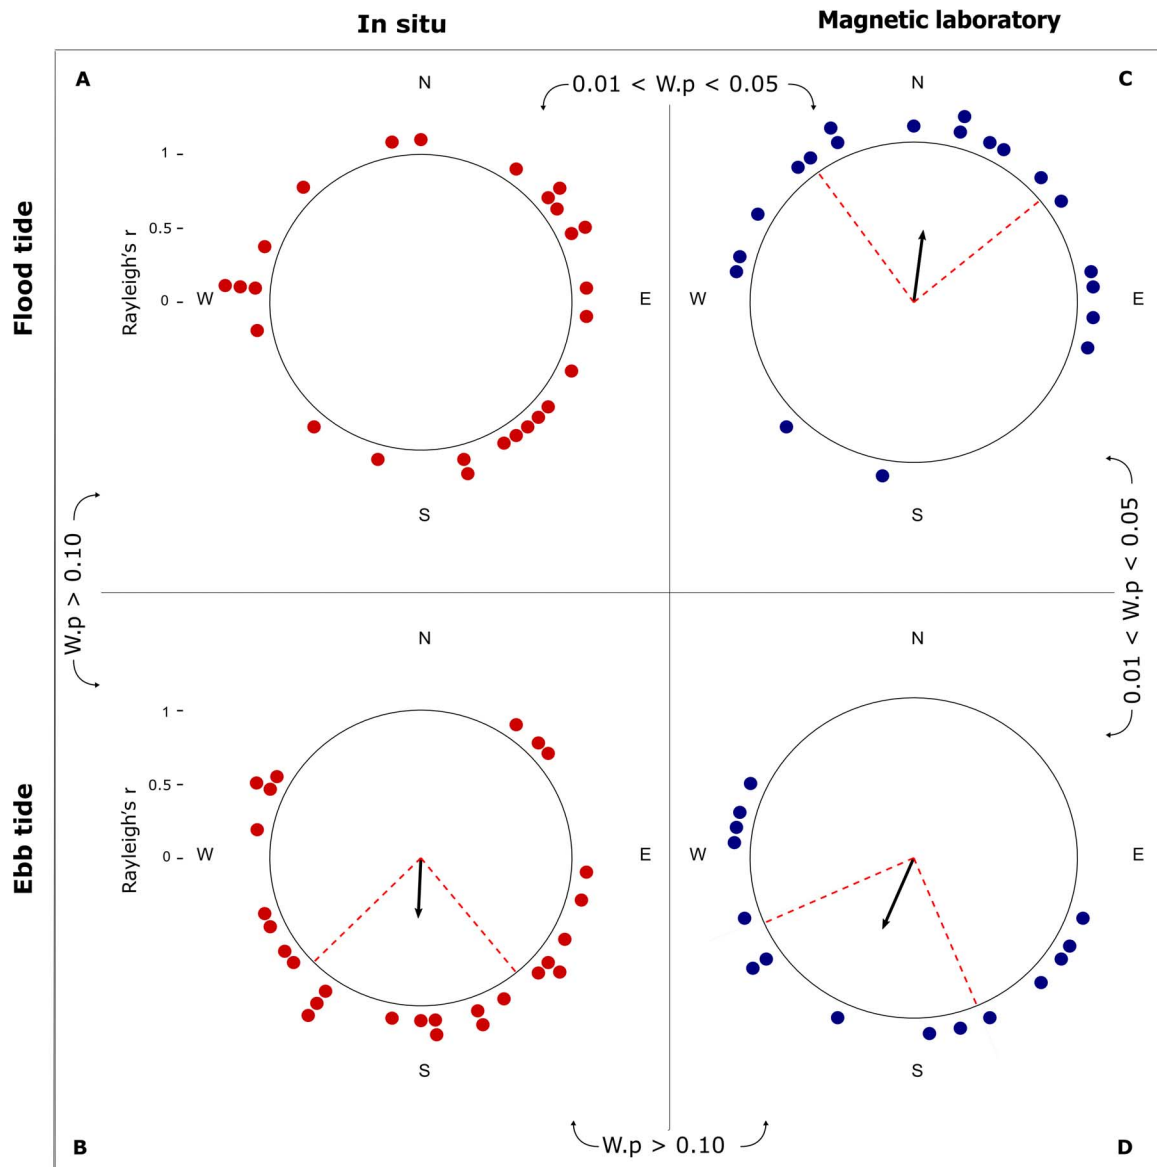 In situ
Magnetic laboratory
A
N
0.01 < W.p < 0.05
N
C
Flood tide
Rayleigh's r
1
0.5
0
W
E
W
E
S
S
W.p > 0.10
0.01 < W.p < 0.05
N
N
Ebb tide
Rayleigh's r
1
0.5
0
W
E
W
E
S
S
B
W.p > 0.10
D